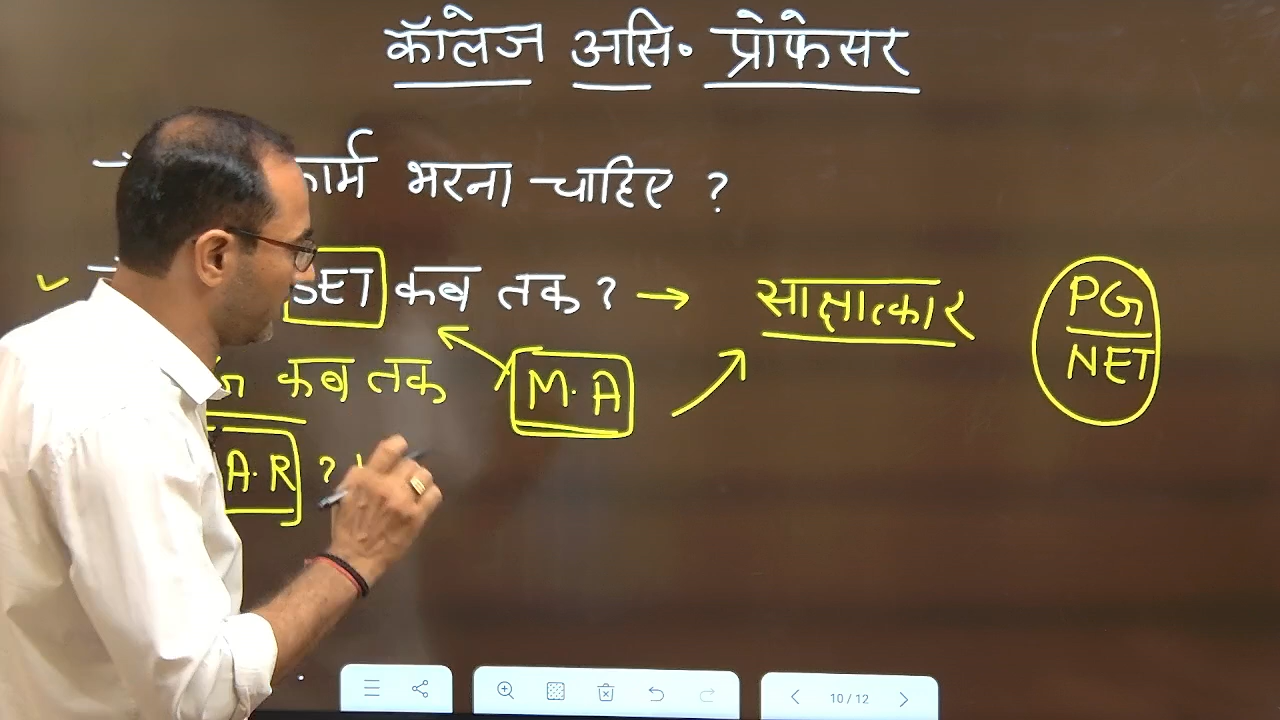 कॉलेज असि. प्रोफेसर
फार्म भरना चाहिए ?
SET कब तक ? → साक्षात्कार
PG
NET
कब तक
M.A
A.R ?
10/12